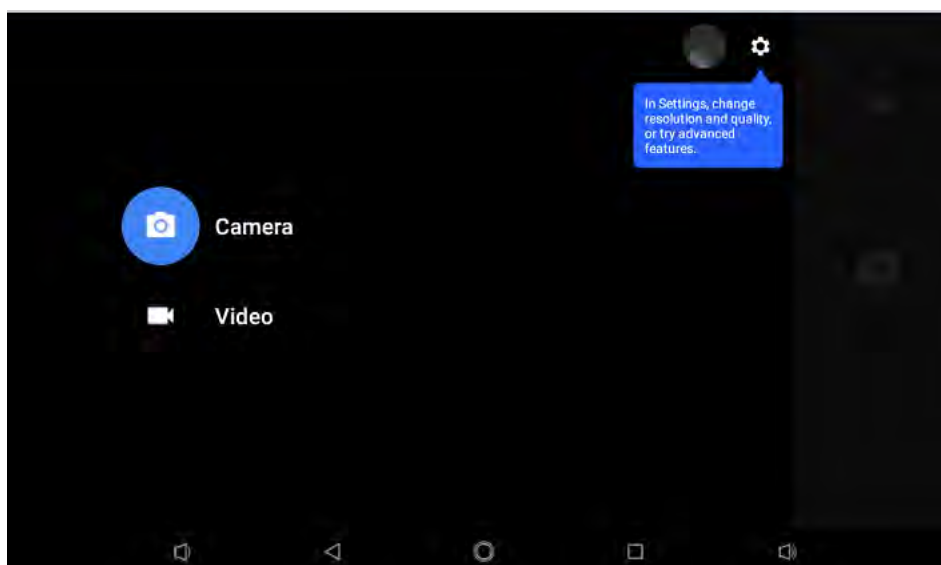 In Settings, change
resolution and quality,
or try advanced
features.
Camera
Video